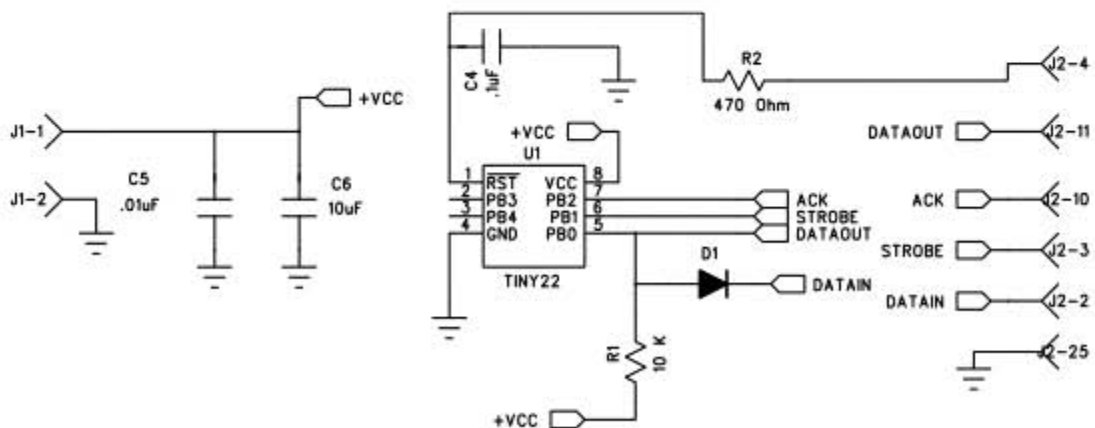 R2
470 Ohm
J2-4
C4
.1uF
+VCC
J1-1
+VCC
U1
DATAOUT
J2-11
J1-2
C5
.01uF
C6
10uF
1
RST
VCC
8
2
PB3
PB2
7
ACK
3
PB4
PB1
6
STROBE
4
GND
PB0
5
DATAOUT
TINY22
ACK
J2-10
STROBE
J2-3
D1
DATAIN
DATAIN
J2-2
R1
10 K
J2-25
+VCC